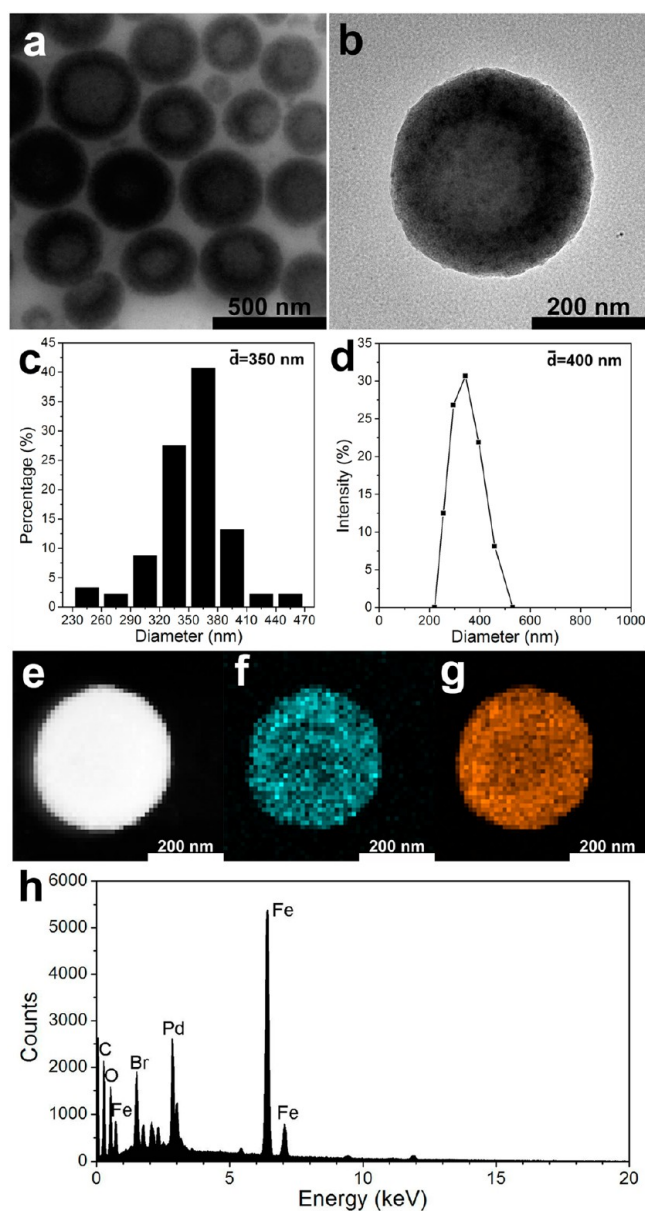 a
500 nm
b
200 nm
c
d̄=350 nm
45
40
35
30
25
20
15
10
5
0
Percentage (%)
230 260 290 330 350 370 400 440 470
Diameter (nm)
d
d̄=400 nm
35
30
25
20
15
10
5
0
Intensity (%)
0 200 400 600 800 1000
Diameter (nm)
e
200 nm
f
200 nm
g
200 nm
h
6000
5000
4000
3000
2000
1000
0
Counts
C
O
Fe
Br
Pd
Fe
Fe
0 5 10 15 20
Energy (keV)